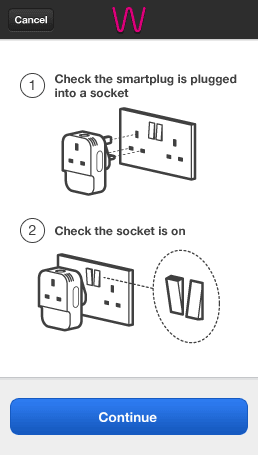 Cancel
1
Check the smartplug is plugged
into a socket
2
Check the socket is on
Continue